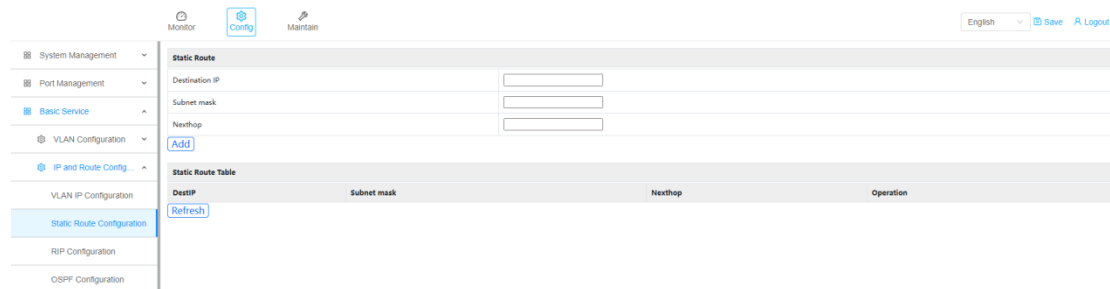 Monitor
Config
Maintain
English
Save
Logout
System Management
Port Management
Basic Service
VLAN Configuration
IP and Route Config...
VLAN IP Configuration
Static Route Configuration
RIP Configuration
OSPF Configuration
Static Route
Destination IP
Subnet mask
Nexthop
Add
Static Route Table
DestIP Subnet mask Nexthop Operation
Refresh